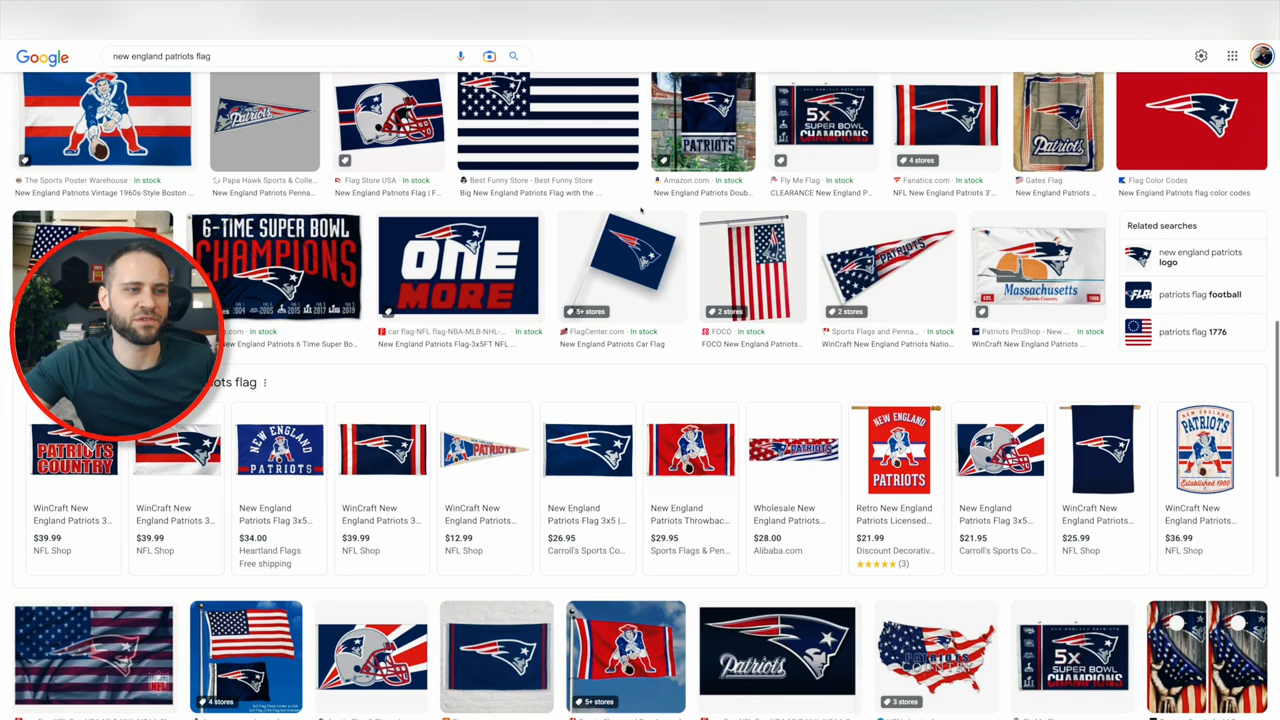 Google
new england patriots flag
Patriots
PATRIOTS
5X
SUPER BOWL
CHAMPIONS
Patriots
4 stores
The Sports Poster Warehouse · In stock
New England Patriots Vintage 1960s-Style Boston ...
Papa Hawk Sports & Colle...
New England Patriots Penna...
Flag Store USA · In stock
New England Patriots Flag | F...
Best Funny Store - Best Funny Store
Big New England Patriots Flag with the ...
Amazon.com · In stock
New England Patriots Doub...
Fly Me Flag · In stock
CLEARANCE New England P...
Fanatics.com · In stock
NFL New England Patriots 3'...
Gates Flag
New England Patriots ...
Flag Color Codes
New England Patriots flag color codes
6-TIME SUPER BOWL
CHAMPIONS
ONE
MORE
PATRIOTS
Massachusetts
5+ stores
2 stores
2 stores
.com · In stock
New England Patriots 6 Time Super Bo...
car flag-NFL flag-NBA-MLB-NHL-... · In stock
New England Patriots Flag-3x5FT NFL ...
FlagCenter.com · In stock
New England Patriots Car Flag
FOCO · In stock
FOCO New England Patriots...
Sports Flags and Penna... · In stock
WinCraft New England Patriots Natio...
Patriots ProShop - New ... · In stock
WinCraft New England Patriots ...
Related searches
new england patriots
logo
patriots flag football
patriots flag 1776
iots flag
PATRIOTS
COUNTRY
NEW ENGLAND
PATRIOTS
PATRIOTS
PATRIOTS
NEW ENGLAND
PATRIOTS
PATRIOTS
Established 1960
WinCraft New
England Patriots 3...
$39.99
NFL Shop
WinCraft New
England Patriots 3...
$39.99
NFL Shop
New England
Patriots Flag 3x5...
$34.00
Heartland Flags
Free shipping
WinCraft New
England Patriots 3...
$39.99
NFL Shop
WinCraft New
England Patriots...
$12.99
NFL Shop
New England
Patriots Flag 3x5 |...
$26.95
Carroll's Sports Co...
New England
Patriots Throwbac...
$29.95
Sports Flags & Pen...
Wholesale New
England Patriots...
$28.00
Alibaba.com
Retro New England
Patriots Licensed...
$21.99
Discount Decorativ...
(3)
New England
Patriots Flag 3x5...
$21.95
Carroll's Sports Co...
WinCraft New
England Patriots...
$25.99
NFL Shop
WinCraft New
England Patriots...
$36.99
NFL Shop
4 stores
5+ stores
Patriots
PATRIOTS
COUNTRY
3 stores
5X
SUPER BOWL
CHAMPIONS